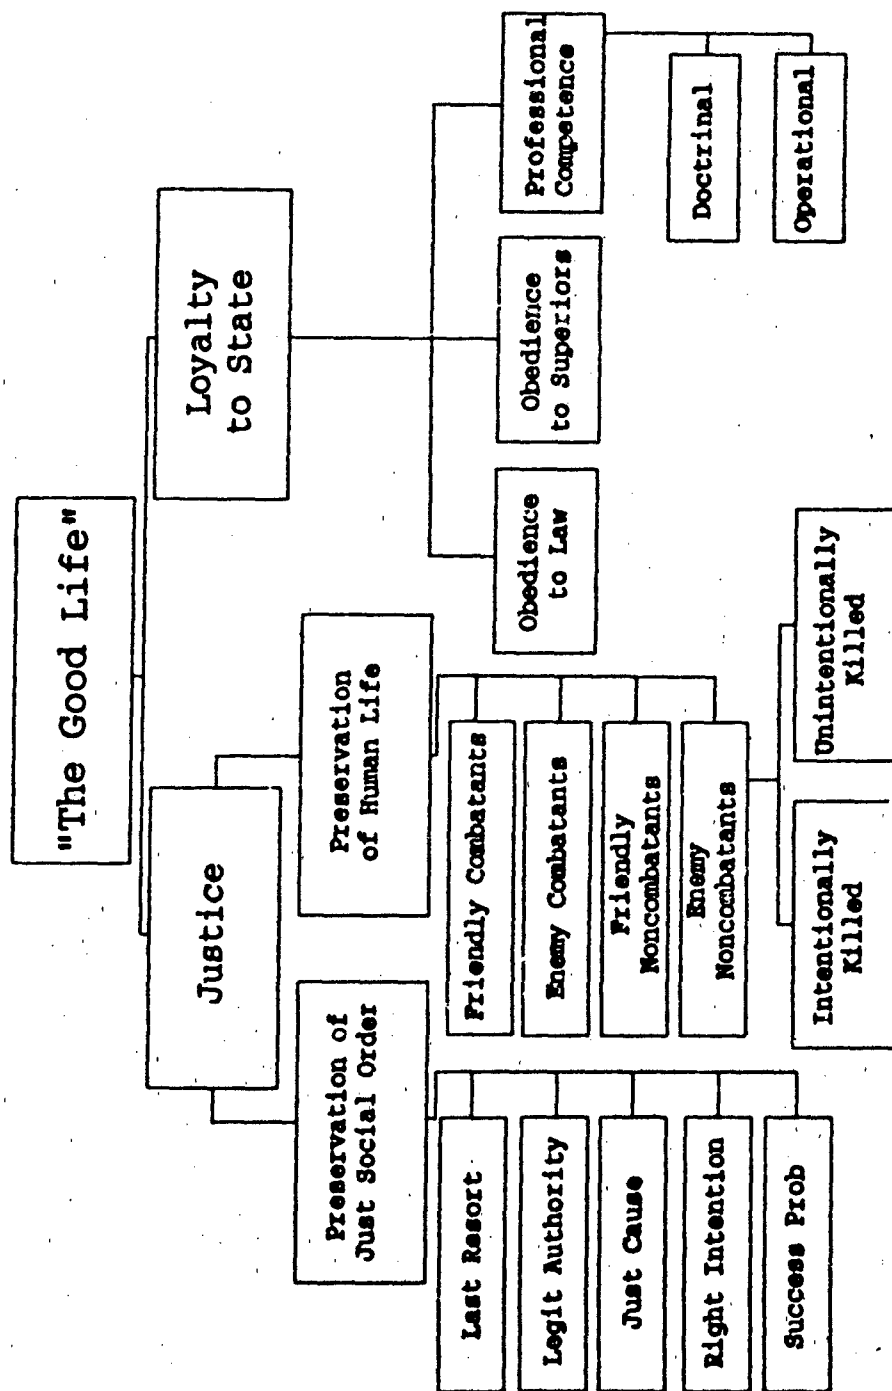 "The Good Life"
Justice
Loyalty
to State
Preservation of
Just Social Order
Preservation
of Human Life
Obedience
to Law
Obedience
to Superiors
Professional
Competence
Last Resort
Legit Authority
Just Cause
Right Intention
Success Prob
Friendly Combatants
Enemy Combatants
Friendly
Noncombatants
Enemy
Noncombatants
Intentionally
Killed
Unintentionally
Killed
Doctrinal
Operational